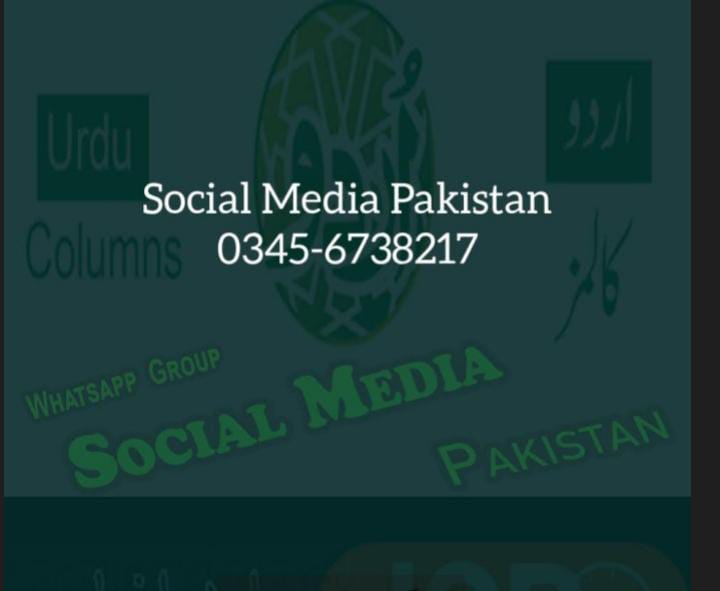 Urdu
اردو
Social Media Pakistan
0345-6738217
Columns
کالمز
WHATSAPP GROUP
SOCIAL MEDIA
PAKISTAN